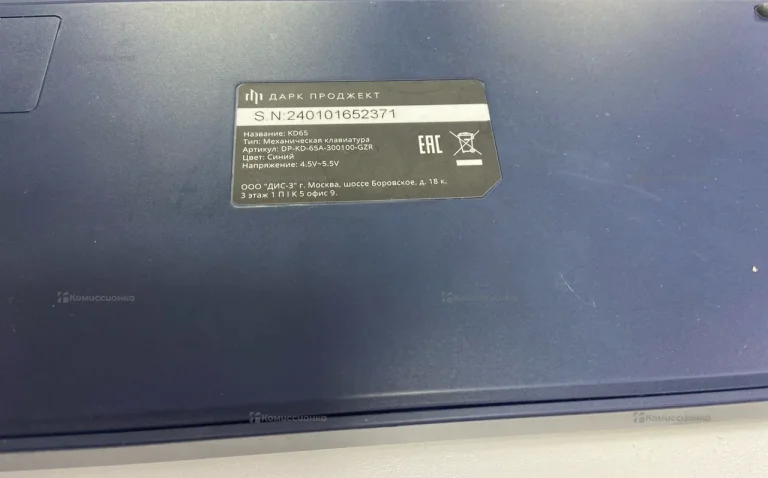 ДАРК ПРОДЖЕКТ
S.N:240101652371
Название: KD65
Тип: Механическая клавиатура
Артикул: DP-KD-65A-300100-GZR
Цвет: Синий
Напряжение: 4.5V~5.5V
ООО "ДИС-3" г. Москва, шоссе Боровское, д. 18 к.
3 этаж 1 П I К 5 офис 9.
EAC
Комиссионка
Комиссионка
Комиссионка
Комиссионка
Комиссионка